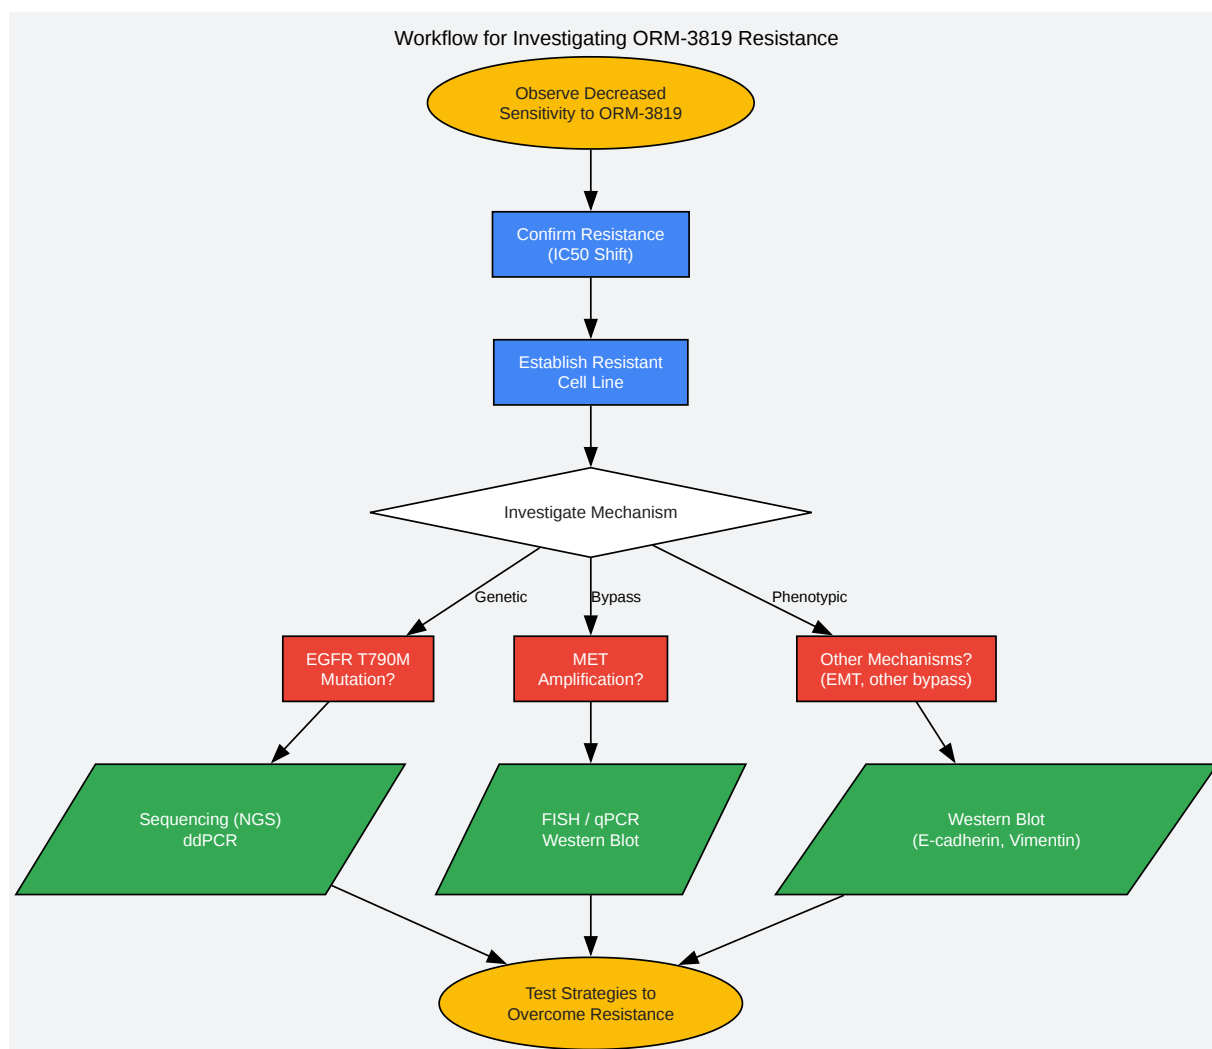 Workflow for Investigating ORM-3819 Resistance
Observe Decreased
Sensitivity to ORM-3819
Confirm Resistance
(IC50 Shift)
Establish Resistant
Cell Line
Investigate Mechanism
Genetic
Bypass
Phenotypic
EGFR T790M
Mutation?
MET
Amplification?
Other Mechanisms?
(EMT, other bypass)
Sequencing (NGS)
ddPCR
FISH / qPCR
Western Blot
Western Blot
(E-cadherin, Vimentin)
Test Strategies to
Overcome Resistance